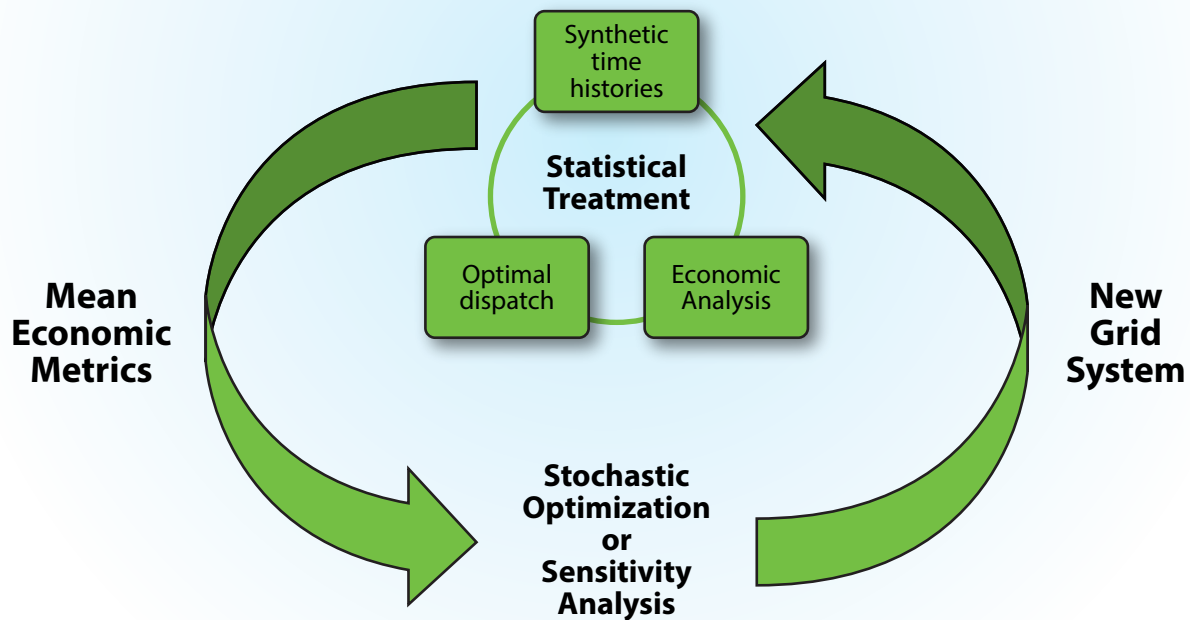 Synthetic
time
histories
Statistical
Treatment
Optimal
dispatch
Economic
Analysis
Mean
Economic
Metrics
New
Grid
System
Stochastic
Optimization
or
Sensitivity
Analysis